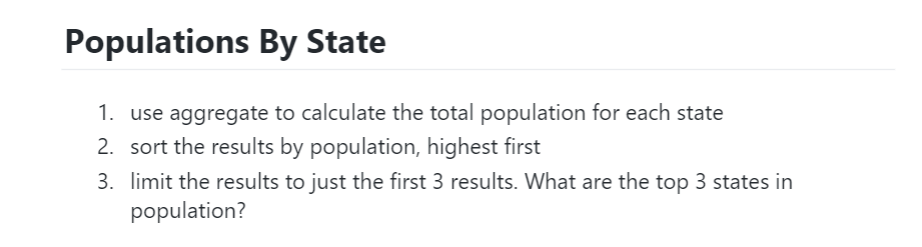 Populations By State
1. use aggregate to calculate the total population for each state
2. sort the results by population, highest first
3. limit the results to just the first 3 results. What are the top 3 states in
population?